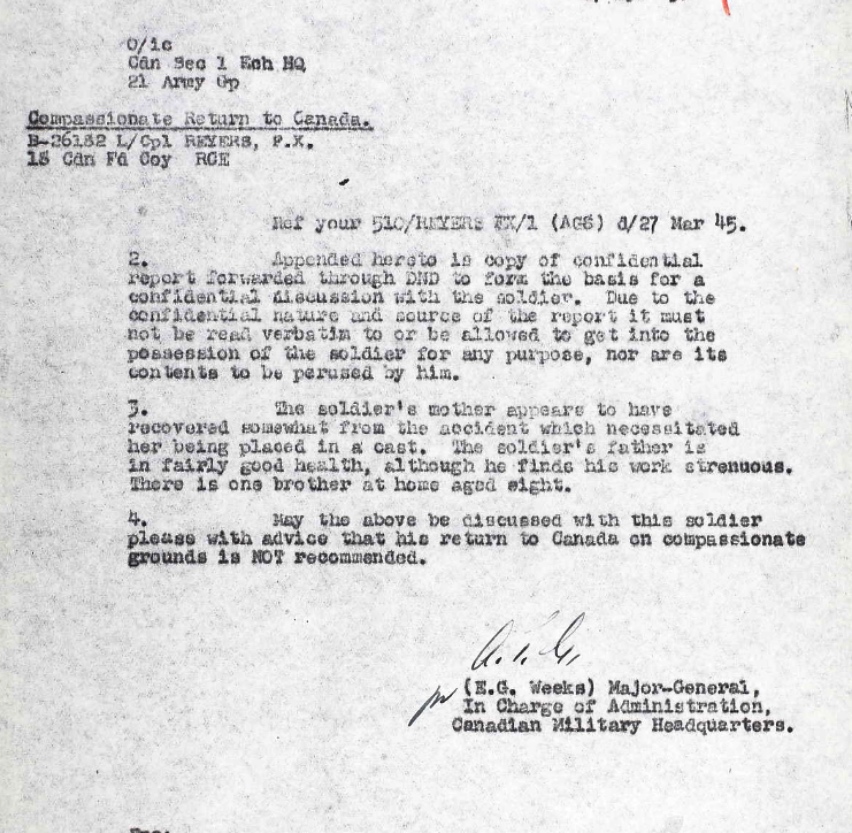 O/ic
Cdn Sec 1 Ech HQ
21 Army Gp
Compassionate Return to Canada.
B-26152 L/Cpl REYERS, F.X.
18 Cdn Fd Coy RCE
Ref your 510/REYERS FX/1 (AG6) d/27 Mar 45.
2. Appended hereto is copy of confidential
report forwarded through DND to form the basis for a
confidential discussion with the soldier. Due to the
confidential nature and source of the report it must
not be read verbatim to or be allowed to get into the
possession of the soldier for any purpose, nor are its
contents to be perused by him.
3. The soldier's mother appears to have
recovered somewhat from the accident which necessitated
her being placed in a cast. The soldier's father is
in fairly good health, although he finds his work strenuous.
There is one brother at home aged eight.
4. May the above be discussed with this soldier
please with advice that his return to Canada on compassionate
grounds is NOT recommended.
(E.G. Weeks) Major-General,
In Charge of Administration,
Canadian Military Headquarters.